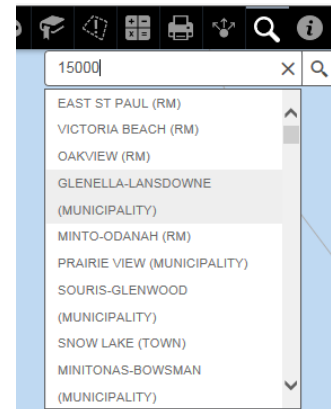 15000
EAST ST PAUL (RM)
VICTORIA BEACH (RM)
OAKVIEW (RM)
GLENELLA-LANSDOWNE
(MUNICIPALITY)
MINTO-ODANAH (RM)
PRAIRIE VIEW (MUNICIPALITY)
SOURIS-GLENWOOD
(MUNICIPALITY)
SNOW LAKE (TOWN)
MINITONAS-BOWSMAN
(MUNICIPALITY)